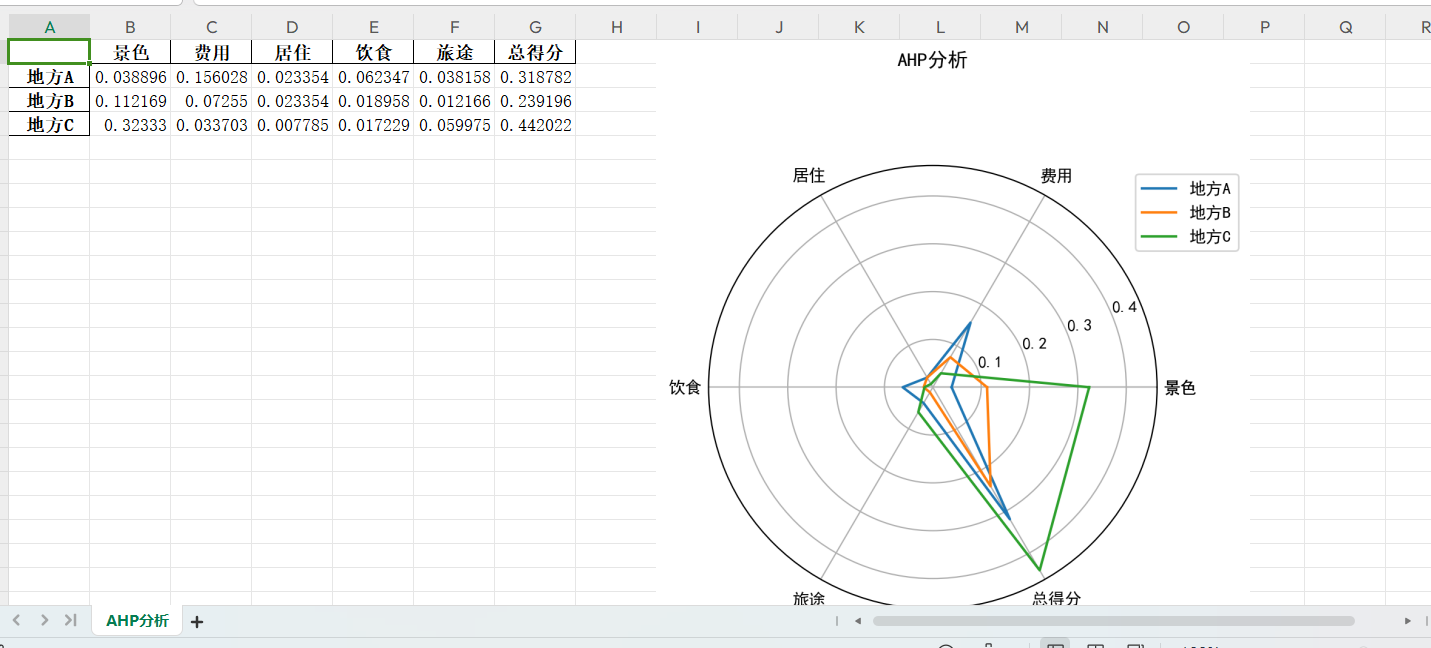 A B C D E F G H I J K L M N O P Q R
景色 费用 居住 饮食 旅途 总得分
地方A 0.038896 0.156028 0.023354 0.062347 0.038158 0.318782
地方B 0.112169 0.07255 0.023354 0.018958 0.012166 0.239196
地方C 0.32333 0.033703 0.007785 0.017229 0.059975 0.442022
AHP分析
居住
费用
地方A
地方B
地方C
0.4
0.3
0.2
0.1
饮食
景色
旅途
总得分
AHP分析